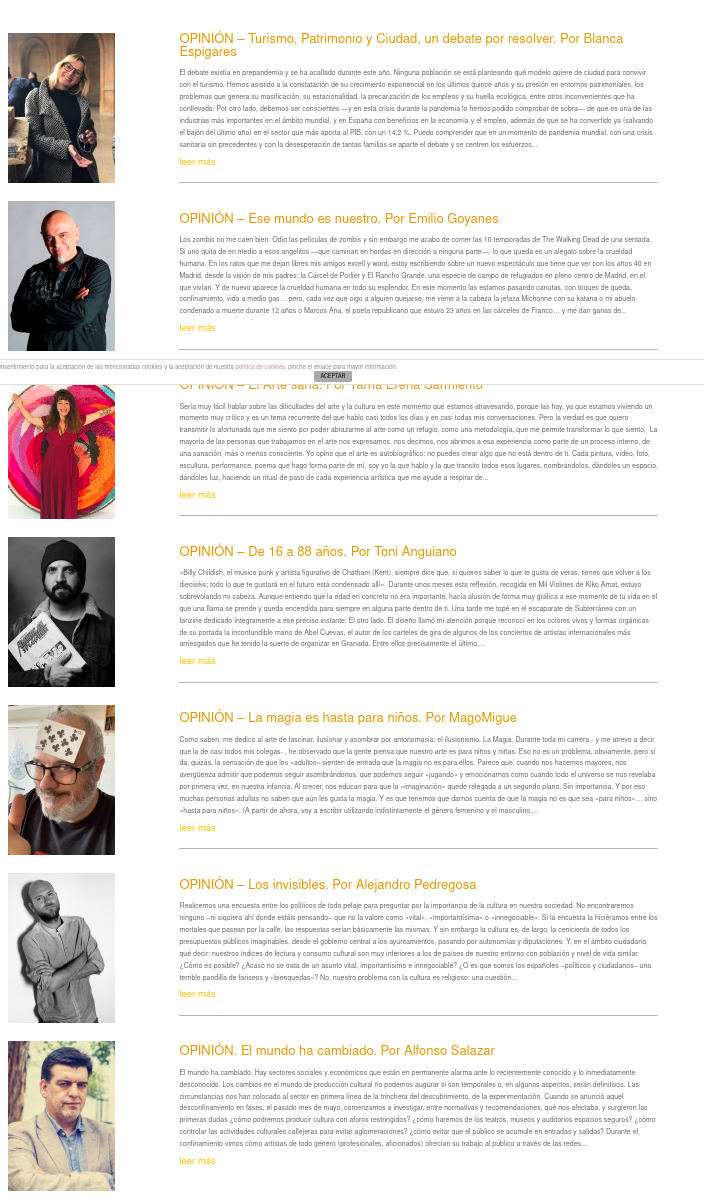 OPINIÓN – Turismo, Patrimonio y Ciudad, un debate por resolver. Por Blanca
Espigares
El debate existía en prepandemia y se ha acallado durante este año. Ninguna población se está planteando qué modelo quiere de ciudad para convivir
con el turismo. Hemos asistido a la constatación de su crecimiento exponencial en los últimos quince años y su presión en entornos patrimoniales, los
problemas que genera su masificación, su estacionalidad, la precarización de los empleos y su huella ecológica, entre otros inconvenientes que ha
conllevado. Por otro lado, debemos ser conscientes —y en esta crisis durante la pandemia lo hemos podido comprobar de sobra— de que es una de las
industrias más importantes en el ámbito mundial, y en España con beneficios en la economía y el empleo, además de que se ha convertido ya (salvando
el bajón del último año) en el sector que más aporta al PIB, con un 14,2 %. Puedo comprender que en un momento de pandemia mundial, con una crisis
sanitaria sin precedentes y con la desesperación de tantas familias se aparte el debate y se centren los esfuerzos...
leer más
OPINIÓN – Ese mundo es nuestro. Por Emilio Goyanes
Los zombis no me caen bien. Odio las películas de zombis y sin embargo me acabo de comer las 10 temporadas de The Walking Dead de una sentada.
Si uno quita de en medio a esos angelitos —que caminan en hordas en dirección a ninguna parte—, lo que queda es un alegato sobre la crueldad
humana. En los ratos que me dejan libres mis amigos excell y word, estoy escribiendo sobre un nuevo espectáculo que tiene que ver con los años 40 en
Madrid, desde la visión de mis padres: la Cárcel de Porlier y El Rancho Grande, una especie de campo de refugiados en pleno centro de Madrid, en el
que vivían. Y de nuevo aparece la crueldad humana en todo su esplendor. En este momento las estamos pasando canutas, con toques de queda,
confinamiento, vida a medio gas… pero, cada vez que oigo a alguien quejarse, me viene a la cabeza la jefaza Michonne con su katana o mi abuelo
condenado a muerte durante 12 años o Marcos Ana, el poeta republicano que estuvo 23 años en las cárceles de Franco… y me dan ganas de...
leer más
onsentimiento para la aceptación de las mencionadas cookies y la aceptación de nuestra política de cookies, pinche el enlace para mayor información.
ACEPTAR
OPINIÓN – El Arte sana. Por Tania Erena Sarmiento
Sería muy fácil hablar sobre las dificultades del arte y la cultura en este momento que estamos atravesando, porque las hay, ya que estamos viviendo un
momento muy crítico y es un tema recurrente del que hablo casi todos los días y en casi todas mis conversaciones. Pero la verdad es que quiero
transmitir lo afortunada que me siento por poder abrazarme al arte como un refugio, como una metodología, que me permite transformar lo que siento. La
mayoría de las personas que trabajamos en el arte nos expresamos, nos decimos, nos abrimos a esa experiencia como parte de un proceso interno, de
una sanación, más o menos consciente. Yo opino que el arte es autobiográfico: no puedes crear algo que no está dentro de ti. Cada pintura, vídeo, foto,
escultura, performance, poema que hago forma parte de mí, soy yo la que hablo y la que transito todos esos lugares, nombrándolos, dándoles un espacio,
dándoles luz, haciendo un ritual de paso de cada experiencia artística que me ayude a respirar de...
leer más
OPINIÓN – De 16 a 88 años. Por Toni Anguiano
«Billy Childish, el músico punk y artista figurativo de Chatham (Kent), siempre dice que, si quieres saber lo que te gusta de veras, tienes que volver a los
dieciséis; todo lo que te gustará en el futuro está condensado allí». Durante unos meses esta reflexión, recogida en Mil Violines de Kiko Amat, estuvo
sobrevolando mi cabeza. Aunque entiendo que la edad en concreto no era importante, hacía alusión de forma muy gráfica a ese momento de tu vida en el
que una llama se prende y queda encendida para siempre en alguna parte dentro de ti. Una tarde me topé en el escaparate de Subterránea con un
fanzine dedicado íntegramente a ese preciso instante: El otro lado. El diseño llamó mi atención porque reconocí en los colores vivos y formas orgánicas
de su portada la inconfundible mano de Abel Cuevas, el autor de los carteles de gira de algunos de los conciertos de artistas internacionales más
arriesgados que he tenido la suerte de organizar en Granada. Entre ellos precisamente el último,...
leer más
OPINIÓN – La magia es hasta para niños. Por MagoMigue
Como saben, me dedico al arte de fascinar, ilusionar y asombrar por antonomasia: el ilusionismo. La Magia. Durante toda mi carrera - y me atrevo a decir
que la de casi todos mis colegas- , he observado que la gente piensa que nuestro arte es para niños y niñas. Eso no es un problema, obviamente, pero sí
da, quizás, la sensación de que los «adultos« sienten de entrada que la magia no es para ellos. Parece que, cuando nos hacemos mayores, nos
avergüenza admitir que podemos seguir asombrándonos, que podemos seguir «jugando» y emocionarnos como cuando todo el universo se nos revelaba
por primera vez, en nuestra infancia. Al crecer, nos educan para que la «imaginación» quede relegada a un segundo plano. Sin importancia. Y por eso
muchas personas adultas no saben que aún les gusta la magia. Y es que tenemos que darnos cuenta de que la magia no es que sea «para niños»… sino
«hasta para niños». (A partir de ahora, voy a escribir utilizando indistintamente el género femenino y el masculino,...
leer más
OPINIÓN – Los invisibles. Por Alejandro Pedregosa
Realicemos una encuesta entre los políticos de todo pelaje para preguntar por la importancia de la cultura en nuestra sociedad. No encontraremos
ninguno –ni siquiera ahí donde estáis pensando– que no la valore como «vital», «importantísima» o «innegociable». Si la encuesta la hiciéramos entre los
mortales que pasean por la calle, las respuestas serían básicamente las mismas. Y sin embargo la cultura es, de largo, la cenicienta de todos los
presupuestos públicos imaginables, desde el gobierno central a los ayuntamientos, pasando por autonomías y diputaciones. Y, en el ámbito ciudadano,
qué decir: nuestros índices de lectura y consumo cultural son muy inferiores a los de países de nuestro entorno con población y nivel de vida similar.
¿Cómo es posible? ¿Acaso no se trata de un asunto vital, importantísimo e innegociable? ¿O es que somos los españoles –políticos y ciudadanos– una
terrible pandilla de fariseos y «bienquedas»? No, nuestro problema con la cultura es religioso: una cuestión...
leer más
OPINIÓN. El mundo ha cambiado. Por Alfonso Salazar
El mundo ha cambiado. Hay sectores sociales y económicos que están en permanente alarma ante lo recientemente conocido y lo inmediatamente
desconocido. Los cambios en el mundo de producción cultural no podemos augurar si son temporales o, en algunos aspectos, serán definitivos. Las
circunstancias nos han colocado al sector en primera línea de la trinchera del descubrimiento, de la experimentación. Cuando se anunció aquel
desconfinamiento en fases, el pasado mes de mayo, comenzamos a investigar, entre normativas y recomendaciones, qué nos afectaba, y surgieron las
primeras dudas ¿cómo podremos producir cultura con aforos restringidos? ¿cómo haremos de los teatros, museos y auditorios espacios seguros? ¿cómo
controlar las actividades culturales callejeras para evitar aglomeraciones? ¿cómo evitar que el público se acumule en entradas y salidas? Durante el
confinamiento vimos cómo artistas de todo género (profesionales, aficionados) ofrecían su trabajo al público a través de las redes,...
leer más